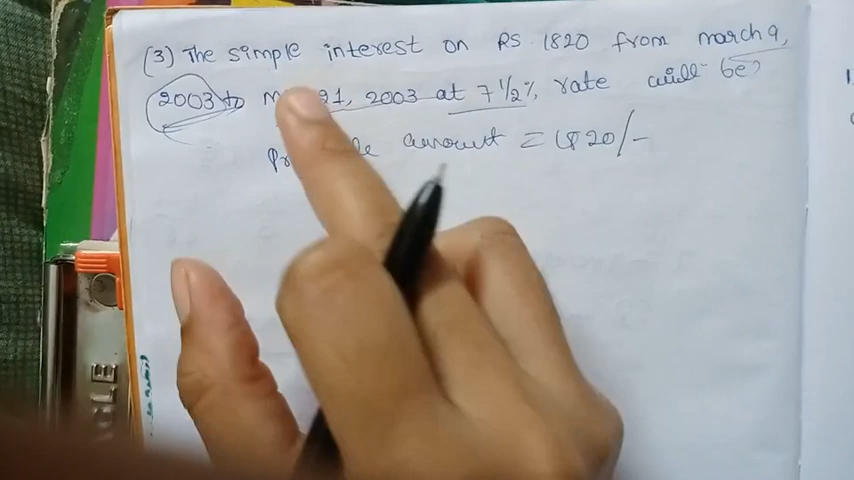 (3) The simple interest on RS. 1820 from march 9,
2003 to 21, 2003 at 7 1/2 % rate will be?
amount = 1820/-